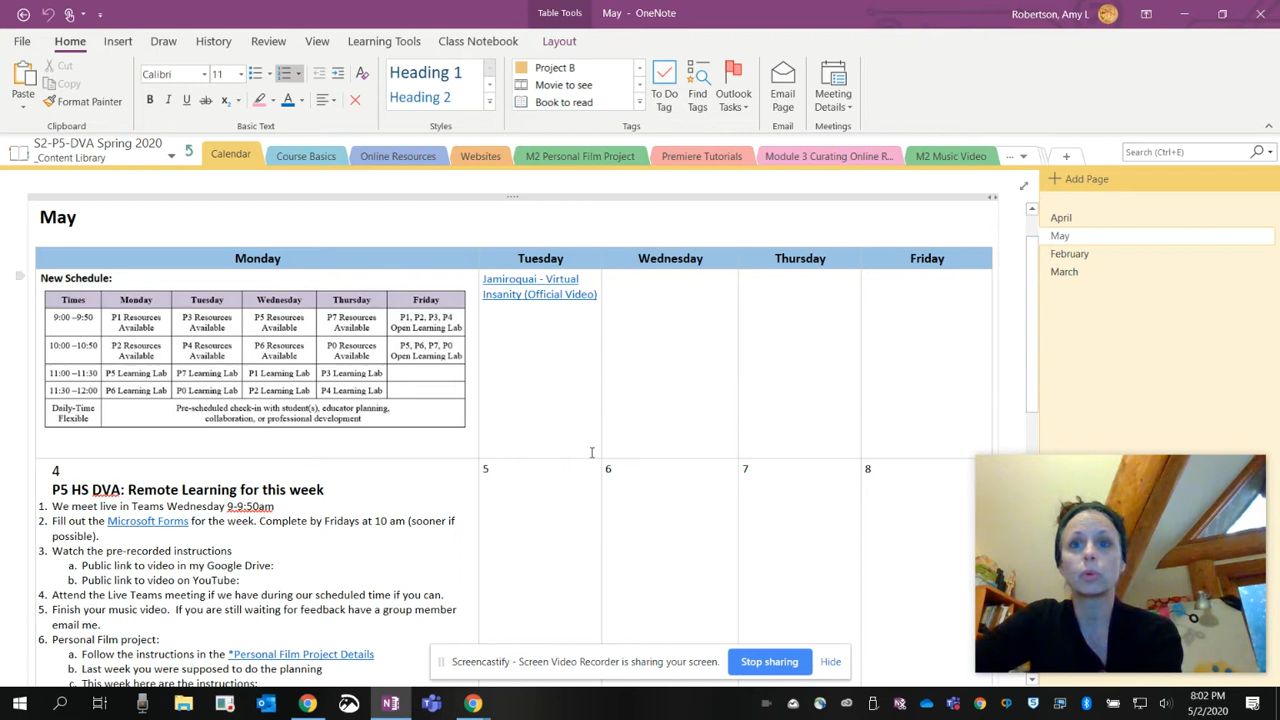 Table Tools
May - OneNote
Robertson, Amy L
File Home Insert Draw History Review View Learning Tools Class Notebook Layout
Paste
Cut
Copy
Format Painter
Clipboard
Calibri 11
B I U ab x₂ A
Basic Text
Heading 1
Heading 2
Styles
Project B
Movie to see
Book to read
To Do Tag
Find Tags
Outlook Tasks
Tags
Email Page
Email
Meeting Details
Meetings
S2-P5-DVA Spring 2020
_Content Library
Calendar Course Basics Online Resources Websites M2 Personal Film Project Premiere Tutorials Module 3 Curating Online R... M2 Music Video ...
Search (Ctrl+E)
Add Page
April
May
February
March
May
Monday Tuesday Wednesday Thursday Friday
New Schedule:
Times Monday Tuesday Wednesday Thursday Friday
9:00 –9:50 P1 Resources Available P3 Resources Available P5 Resources Available P7 Resources Available P1, P2, P3, P4 Open Learning Lab
10:00 –10:50 P2 Resources Available P4 Resources Available P6 Resources Available P0 Resources Available P5, P6, P7, P0 Open Learning Lab
11:00 –11:30 P5 Learning Lab P7 Learning Lab P1 Learning Lab P3 Learning Lab
11:30 –12:00 P6 Learning Lab P0 Learning Lab P2 Learning Lab P4 Learning Lab
Daily-Time Flexible Pre-scheduled check-in with student(s), educator planning, collaboration, or professional development
Jamiroquai - Virtual
Insanity (Official Video)
4 5 6 7 8
P5 HS DVA: Remote Learning for this week
1. We meet live in Teams Wednesday 9-9:50am
2. Fill out the Microsoft Forms for the week. Complete by Fridays at 10 am (sooner if
possible).
3. Watch the pre-recorded instructions
a. Public link to video in my Google Drive:
b. Public link to video on YouTube:
4. Attend the Live Teams meeting if we have during our scheduled time if you can.
5. Finish your music video. If you are still waiting for feedback have a group member
email me.
6. Personal Film project:
a. Follow the instructions in the *Personal Film Project Details
b. Last week you were supposed to do the planning
c. This week here are the instructions:
Screencastify - Screen Video Recorder is sharing your screen. Stop sharing Hide
8:02 PM
5/2/2020